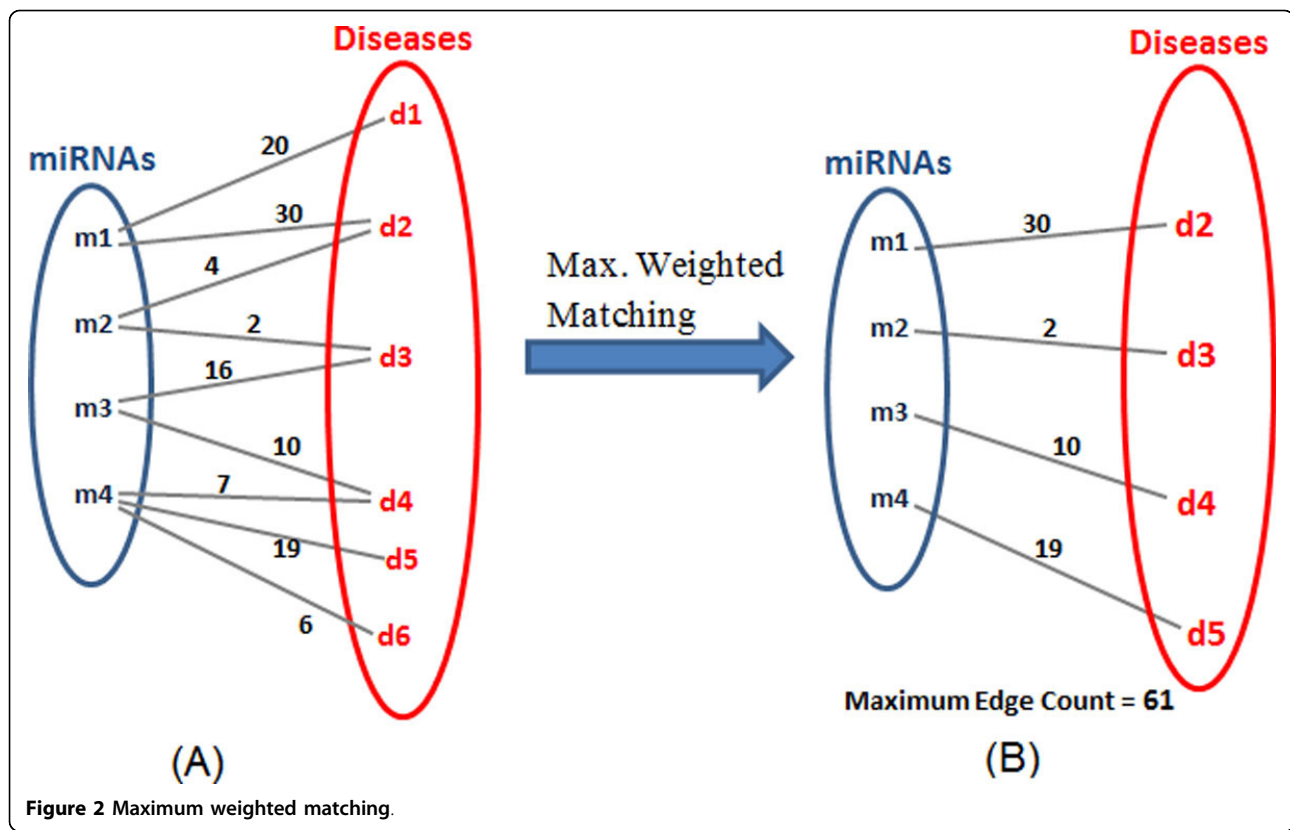 Diseases
miRNAs
d1
20
m1
30
d2
4
m2
2
d3
16
m3
10
m4
7
d4
19
d5
6
d6
(A)
Max. Weighted
Matching
Diseases
miRNAs
m1
30
d2
m2
2
d3
m3
10
m4
d4
19
d5
Maximum Edge Count = 61
(B)
Figure 2 Maximum weighted matching.